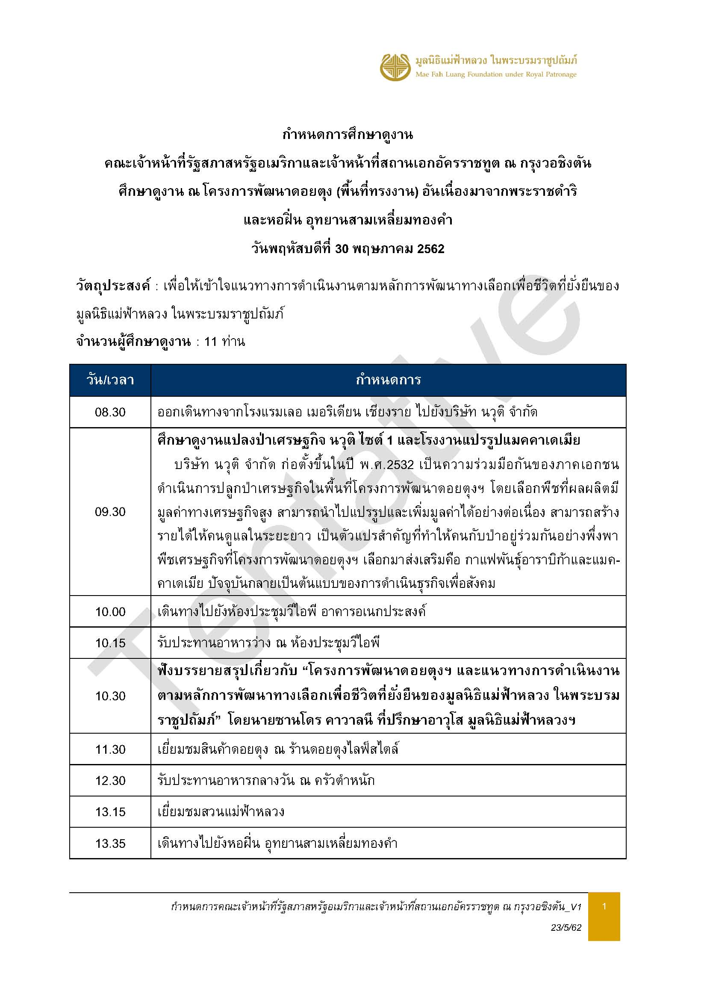 มูลนิธิแม่ฟ้าหลวง ในพระบรมราชูปถัมภ์
Mae Fah Luang Foundation under Royal Patronage
กำหนดการศึกษาดูงาน
คณะเจ้าหน้าที่รัฐสภาสหรัฐอเมริกาและเจ้าหน้าที่สถานเอกอัครราชทูต ณ กรุงวอชิงตัน
ศึกษาดูงาน ณ โครงการพัฒนาดอยตุง (พื้นที่ทรงงาน) อันเนื่องมาจากพระราชดำริ
และหอฝิ่น อุทยานสามเหลี่ยมทองคำ
วันพฤหัสบดีที่ 30 พฤษภาคม 2562
วัตถุประสงค์ : เพื่อให้เข้าใจแนวทางการดำเนินงานตามหลักการพัฒนาทางเลือกเพื่อชีวิตที่ยั่งยืนของ
มูลนิธิแม่ฟ้าหลวง ในพระบรมราชูปถัมภ์
จำนวนผู้ศึกษาดูงาน : 11 ท่าน
Tentative
วัน/เวลา กำหนดการ
08.30 ออกเดินทางจากโรงแรมเลอ เมอริเดียน เชียงราย ไปยังบริษัท นวุติ จำกัด
ศึกษาดูงานแปลงป่าเศรษฐกิจ นวุติ ไซต์ 1 และโรงงานแปรรูปแมคคาเดเมีย
บริษัท นวุติ จำกัด ก่อตั้งขึ้นในปี พ.ศ.2532 เป็นความร่วมมือกันของภาคเอกชน
ดำเนินการปลูกป่าเศรษฐกิจในพื้นที่โครงการพัฒนาดอยตุงฯ โดยเลือกพืชที่ผลผลิตมี
09.30 มูลค่าทางเศรษฐกิจสูง สามารถนำไปแปรรูปและเพิ่มมูลค่าได้อย่างต่อเนื่อง สามารถสร้าง
รายได้ให้คนดูแลในระยะยาว เป็นตัวแปรสำคัญที่ทำให้คนกับป่าอยู่ร่วมกันอย่างพึ่งพา
พืชเศรษฐกิจที่โครงการพัฒนาดอยตุงฯ เลือกมาส่งเสริมคือ กาแฟพันธุ์อาราบิก้าและแมค-
คาเดเมีย ปัจจุบันกลายเป็นต้นแบบของการดำเนินธุรกิจเพื่อสังคม
10.00 เดินทางไปยังห้องประชุมวีไอพี อาคารอเนกประสงค์
10.15 รับประทานอาหารว่าง ณ ห้องประชุมวีไอพี
ฟังบรรยายสรุปเกี่ยวกับ “โครงการพัฒนาดอยตุงฯ และแนวทางการดำเนินงาน
10.30 ตามหลักการพัฒนาทางเลือกเพื่อชีวิตที่ยั่งยืนของมูลนิธิแม่ฟ้าหลวง ในพระบรม
ราชูปถัมภ์” โดยนายซานโดร คาวาลนี ที่ปรึกษาอาวุโส มูลนิธิแม่ฟ้าหลวงฯ
11.30 เยี่ยมชมสินค้าดอยตุง ณ ร้านดอยตุงไลฟ์สไตล์
12.30 รับประทานอาหารกลางวัน ณ ครัวตำหนัก
13.15 เยี่ยมชมสวนแม่ฟ้าหลวง
13.35 เดินทางไปยังหอฝิ่น อุทยานสามเหลี่ยมทองคำ
กำหนดการคณะเจ้าหน้าที่รัฐสภาสหรัฐอเมริกาและเจ้าหน้าที่สถานเอกอัครราชทูต ณ กรุงวอชิงตัน_V1 1
23/5/62